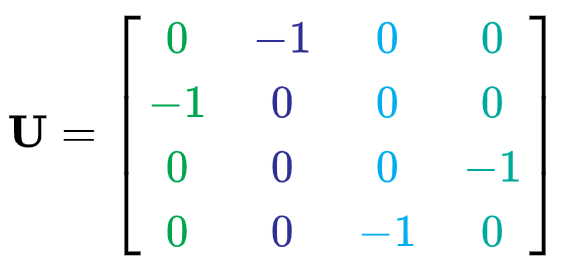 0 −1 0 0
−1 0 0 0
U =
0 0 0 −1
0 0 −1 0